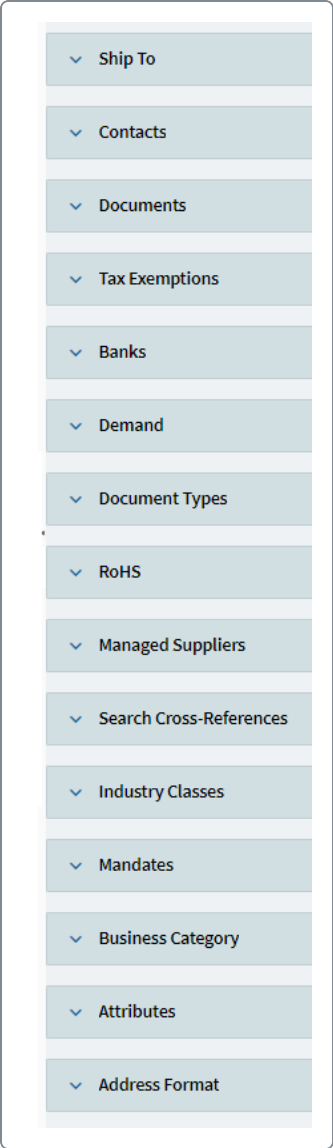 Ship To
Contacts
Documents
Tax Exemptions
Banks
Demand
Document Types
RoHS
Managed Suppliers
Search Cross-References
Industry Classes
Mandates
Business Category
Attributes
Address Format